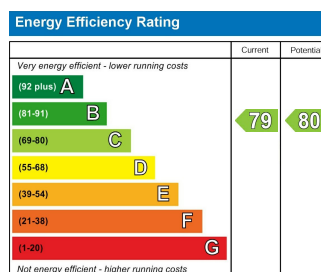 Energy Efficiency Rating
Current Potentia
Very energy efficient - lower running costs
(92 plus) A
(81-91) B
79 80
(69-80) C
(55-68) D
(39-54) E
(21-38) F
(1-20) G
Not energy efficient - higher running costs